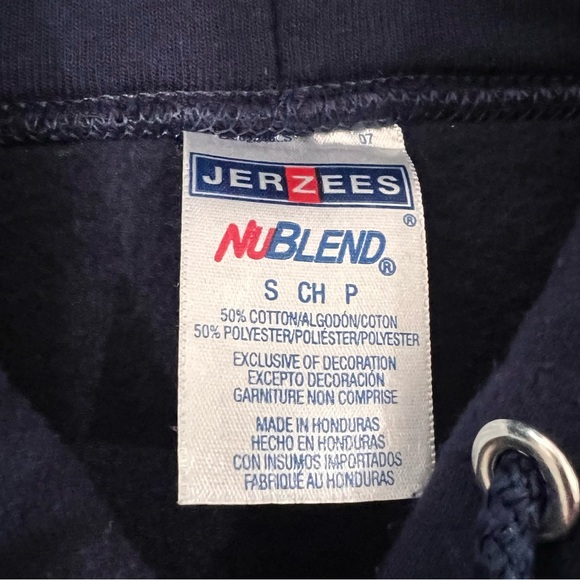 07
JERZEES
®
NUBLEND®
S CH P
50% COTTON/ALGODÓN/COTON
50% POLYESTER/POLIÉSTER/POLYESTER
EXCLUSIVE OF DECORATION
EXCEPTO DECORACIÓN
GARNITURE NON COMPRISE
MADE IN HONDURAS
HECHO EN HONDURAS
CON INSUMOS IMPORTADOS
FABRIQUÉ AU HONDURAS